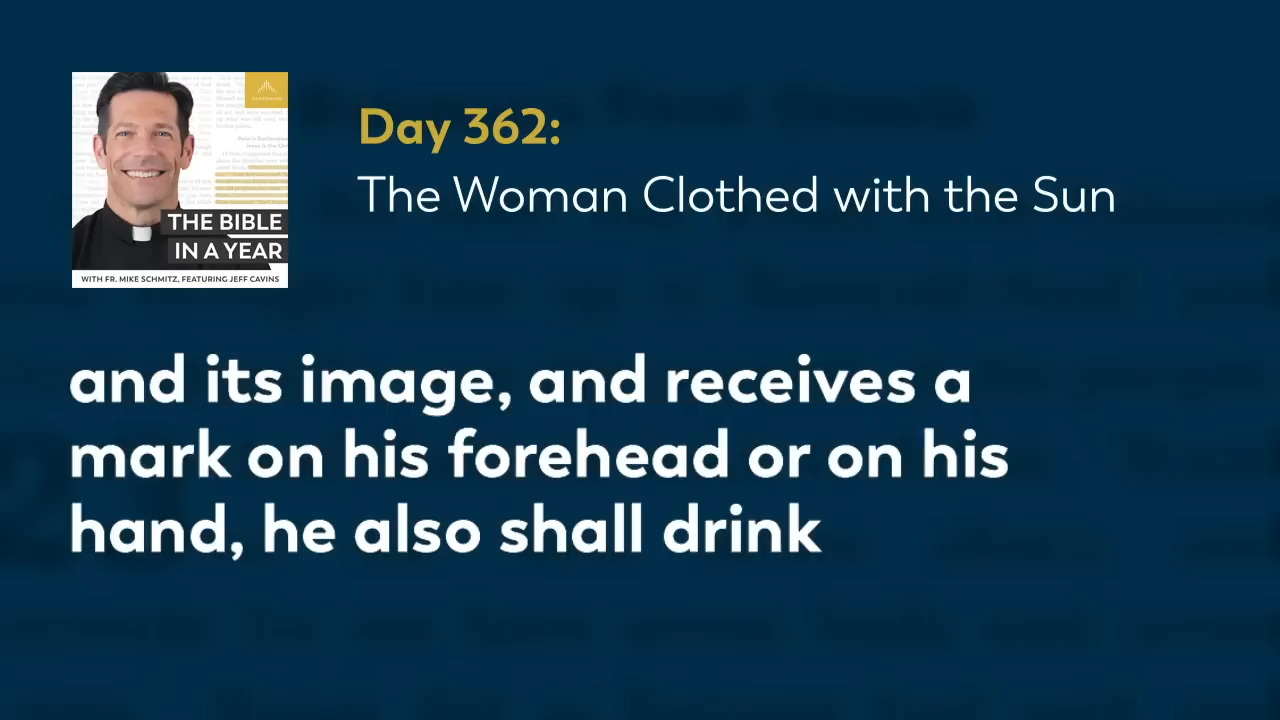 Day 362:
The Woman Clothed with the Sun
THE BIBLE
IN A YEAR
WITH FR. MIKE SCHMITZ, FEATURING JEFF CAVINS
and its image, and receives a
mark on his forehead or on his
hand, he also shall drink